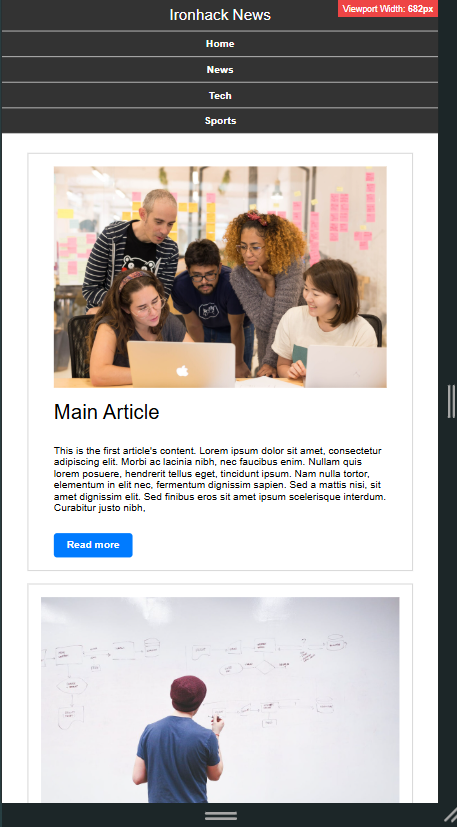 Ironhack News
Viewport Width: 682px
Home
News
Tech
Sports
Main Article
This is the first article's content. Lorem ipsum dolor sit amet, consectetur
adipiscing elit. Morbi ac lacinia nibh, nec faucibus enim. Nullam quis
lorem posuere, hendrerit tellus eget, tincidunt ipsum. Nam nulla tortor,
elementum in elit nec, fermentum dignissim sapien. Sed a mattis nisi, sit
amet dignissim elit. Sed finibus eros sit amet ipsum scelerisque interdum.
Curabitur justo nibh,
Read more